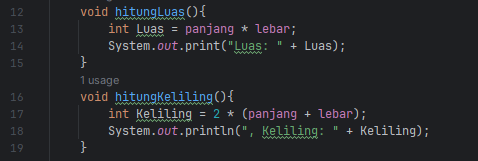 12 void hitungLuas(){
13 int Luas = panjang * lebar;
14 System.out.print("Luas: " + Luas);
15 }
1 usage
16 void hitungKeliling(){
17 int Keliling = 2 * (panjang + lebar);
18 System.out.println(", Keliling: " + Keliling);
19 }